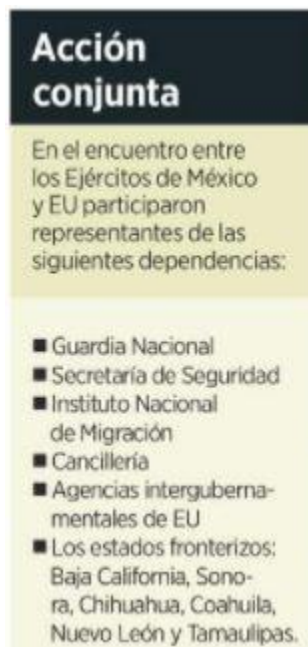 Acción
conjunta
En el encuentro entre
los Ejércitos de México
y EU participaron
representantes de las
siguientes dependencias:
■ Guardia Nacional
■ Secretaría de Seguridad
■ Instituto Nacional
de Migración
■ Cancillería
■ Agencias interguberna-
mentales de EU
■ Los estados fronterizos:
Baja California, Sono-
ra, Chihuahua, Coahuila,
Nuevo León y Tamaulipas.